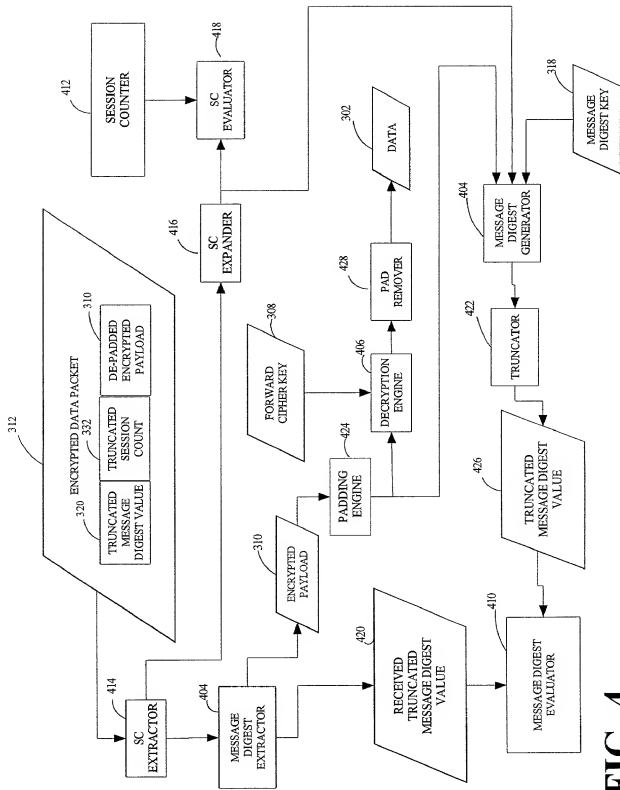 412
SESSION
COUNTER
418
SC
EVALUATOR
312
ENCRYPTED DATA PACKET
320
TRUNCATED
MESSAGE
DIGEST VALUE
332
TRUNCATED
SESSION
COUNT
310
DE-PADDED
ENCRYPTED
PAYLOAD
416
SC
EXPANDER
302
DATA
308
FORWARD
CIPHER KEY
428
PAD
REMOVER
406
DECRYPTION
ENGINE
318
MESSAGE
DIGEST KEY
404
MESSAGE
DIGEST
GENERATOR
424
PADDING
ENGINE
422
TRUNCATOR
310
ENCRYPTED
PAYLOAD
414
SC
EXTRACTOR
404
MESSAGE
DIGEST
EXTRACTOR
426
TRUNCATED
MESSAGE DIGEST
VALUE
420
RECEIVED
TRUNCATED
MESSAGE DIGEST
VALUE
410
MESSAGE DIGEST
EVALUATOR
FIG. 4